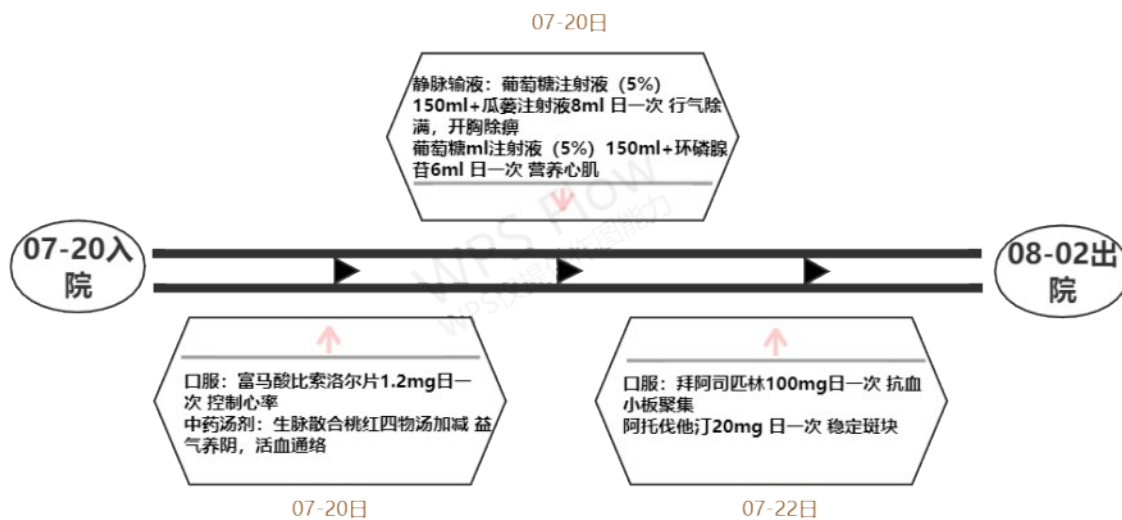 07-20日
静脉输液：葡萄糖注射液（5%）
150ml+瓜蒌注射液8ml 日一次 行气除
满，开胸除痹
葡萄糖ml注射液（5%）150ml+环磷腺
苷6ml 日一次 营养心肌
07-20入
院
08-02出
院
WPS Flow
口服：富马酸比索洛尔片1.2mg日一
次 控制心率
中药汤剂：生脉散合桃红四物汤加减 益
气养阴，活血通络
口服：拜阿司匹林100mg日一次 抗血
小板聚集
阿托伐他汀20mg 日一次 稳定斑块
07-20日
07-22日